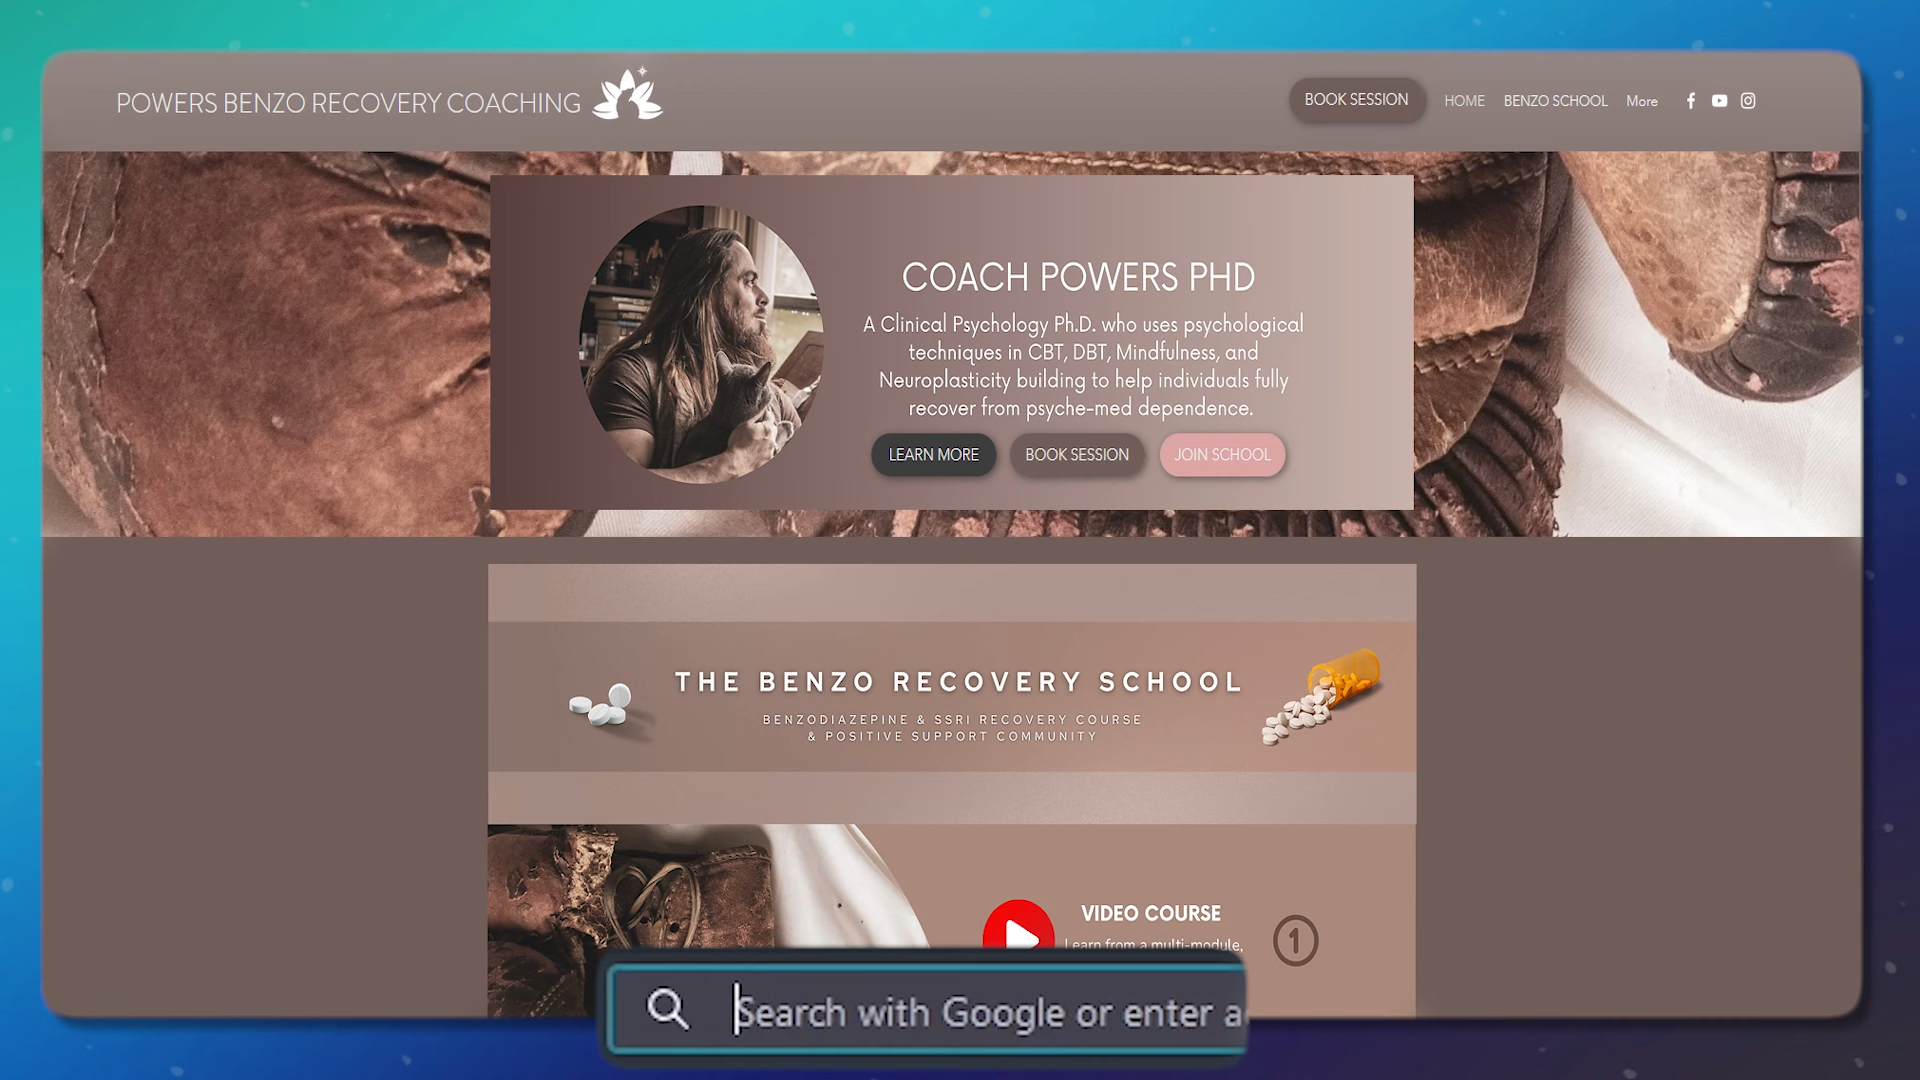 POWERS BENZO RECOVERY COACHING
BOOK SESSION
HOME
BENZO SCHOOL
More
COACH POWERS PHD
A Clinical Psychology Ph.D. who uses psychological
techniques in CBT, DBT, Mindfulness, and
Neuroplasticity building to help individuals fully
recover from psyche-med dependence.
LEARN MORE
BOOK SESSION
JOIN SCHOOL
THE BENZO RECOVERY SCHOOL
BENZODIAZEPINE & SSRI RECOVERY COURSE
& POSITIVE SUPPORT COMMUNITY
VIDEO COURSE
Learn from a multi-module,
1
Search with Google or enter a